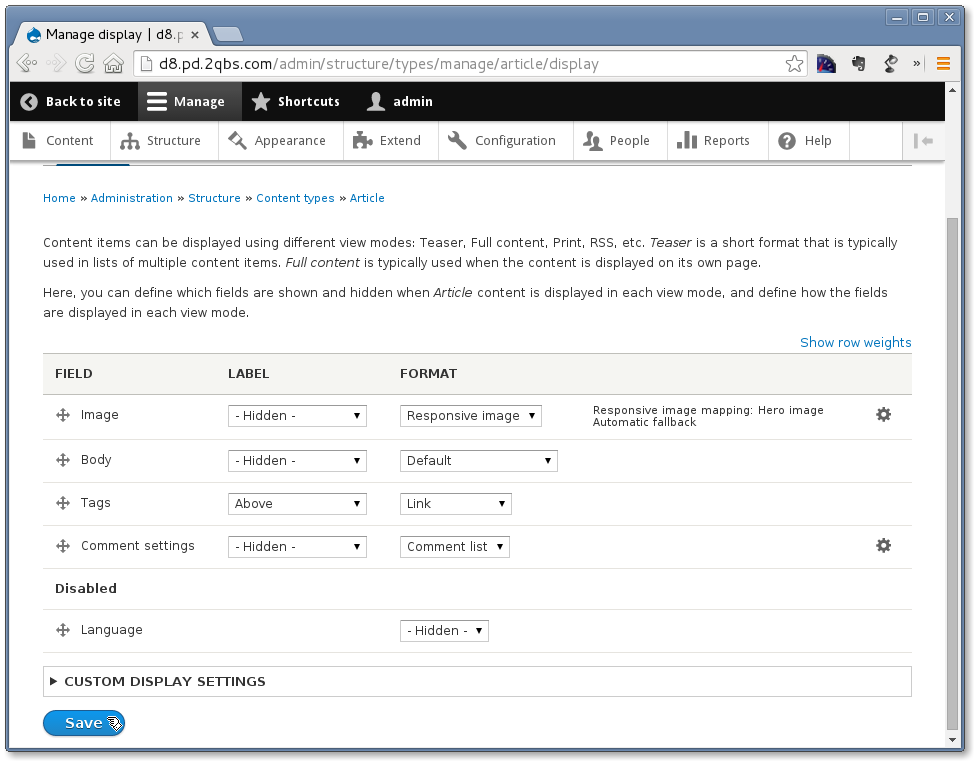 Manage display | d8.p
d8.pd.2qbs.com/admin/structure/types/manage/article/display
Back to site Manage Shortcuts admin
Content Structure Appearance Extend Configuration People Reports Help
Home » Administration » Structure » Content types » Article
Content items can be displayed using different view modes: Teaser, Full content, Print, RSS, etc. Teaser is a short format that is typically
used in lists of multiple content items. Full content is typically used when the content is displayed on its own page.
Here, you can define which fields are shown and hidden when Article content is displayed in each view mode, and define how the fields
are displayed in each view mode.
Show row weights
FIELD LABEL FORMAT
Image - Hidden - Responsive image Responsive image mapping: Hero image
Automatic fallback
Body - Hidden - Default
Tags Above Link
Comment settings - Hidden - Comment list
Disabled
Language - Hidden -
CUSTOM DISPLAY SETTINGS
Save